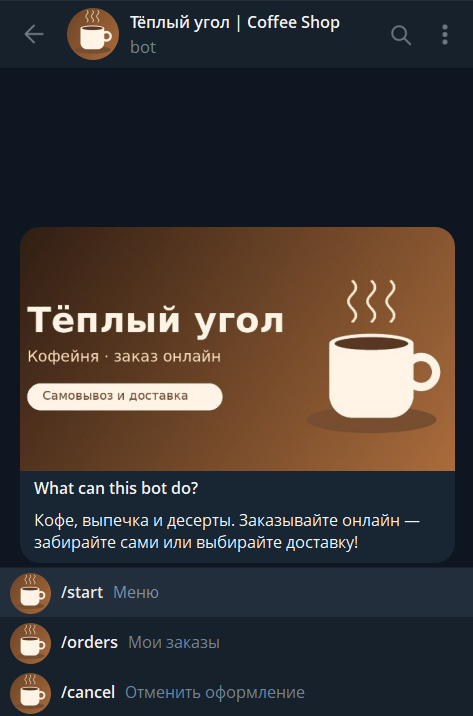 Тёплый угол | Coffee Shop
bot
Тёплый угол
Кофейня · заказ онлайн
Самовывоз и доставка
What can this bot do?
Кофе, выпечка и десерты. Заказывайте онлайн —
забирайте сами или выбирайте доставку!
/start Меню
/orders Мои заказы
/cancel Отменить оформление